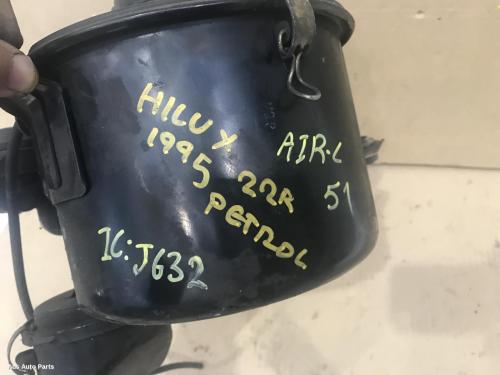 HILUX
1995
22R
PETROL
AIR-L
51
IC:J632